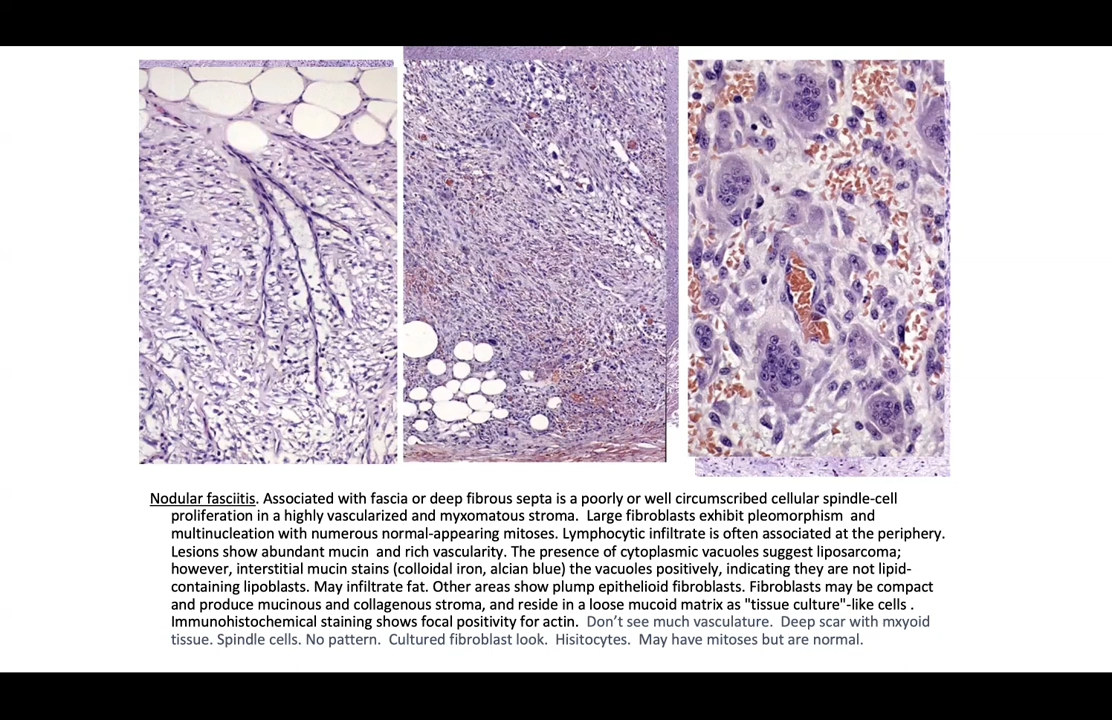 Nodular fasciitis. Associated with fascia or deep fibrous septa is a poorly or well circumscribed cellular spindle-cell
proliferation in a highly vascularized and myxomatous stroma. Large fibroblasts exhibit pleomorphism and
multinucleation with numerous normal-appearing mitoses. Lymphocytic infiltrate is often associated at the periphery.
Lesions show abundant mucin and rich vascularity. The presence of cytoplasmic vacuoles suggest liposarcoma;
however, interstitial mucin stains (colloidal iron, alcian blue) the vacuoles positively, indicating they are not lipid-
containing lipoblasts. May infiltrate fat. Other areas show plump epithelioid fibroblasts. Fibroblasts may be compact
and produce mucinous and collagenous stroma, and reside in a loose mucoid matrix as "tissue culture"-like cells .
Immunohistochemical staining shows focal positivity for actin. Don't see much vasculature. Deep scar with mxyoid
tissue. Spindle cells. No pattern. Cultured fibroblast look. Hisitocytes. May have mitoses but are normal.